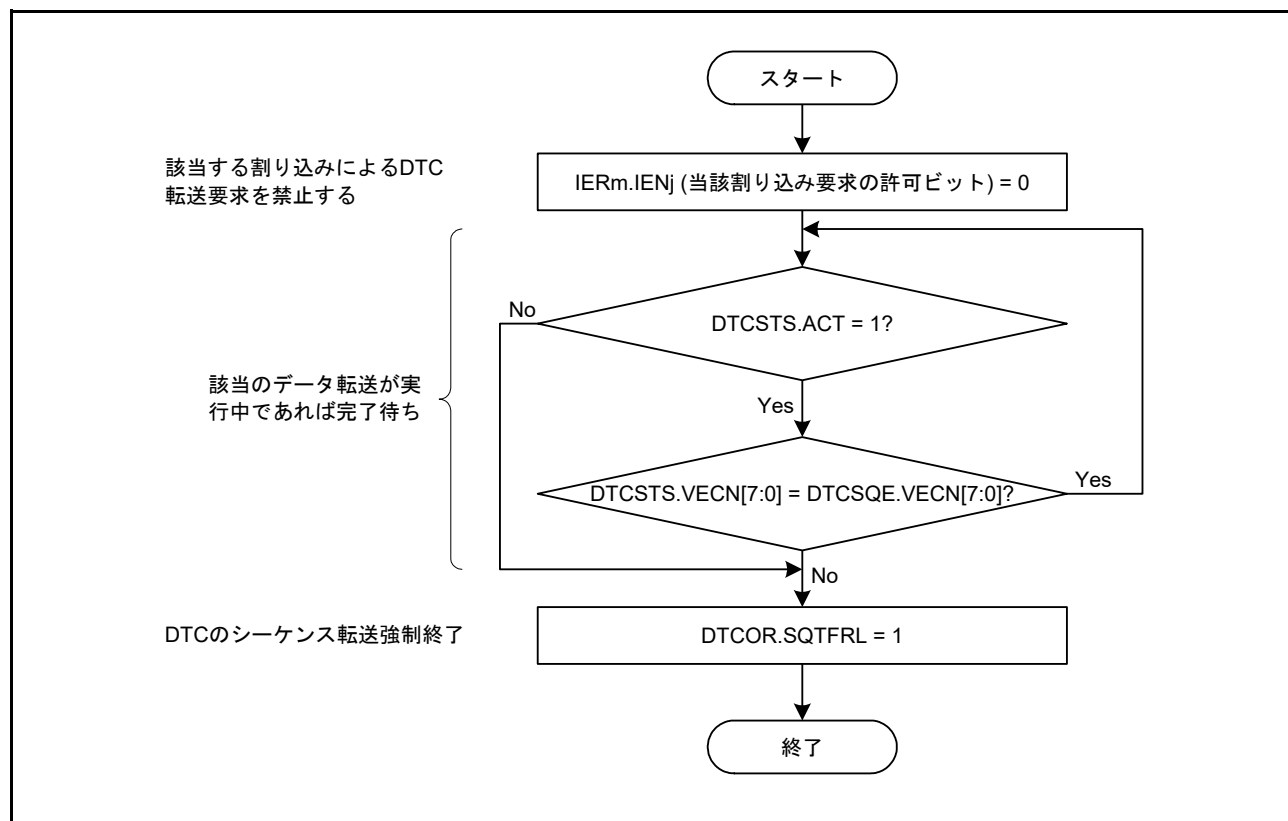 スタート
該当する割り込みによるDTC
転送要求を禁止する
IERm.IENj (当該割り込み要求の許可ビット) = 0
No
DTCSTS.ACT = 1?
該当のデータ転送が実
行中であれば完了待ち
Yes
DTCSTS.VECN[7:0] = DTCSQE.VECN[7:0]?
Yes
No
DTCのシーケンス転送強制終了
DTCOR.SQTFRL = 1
終了